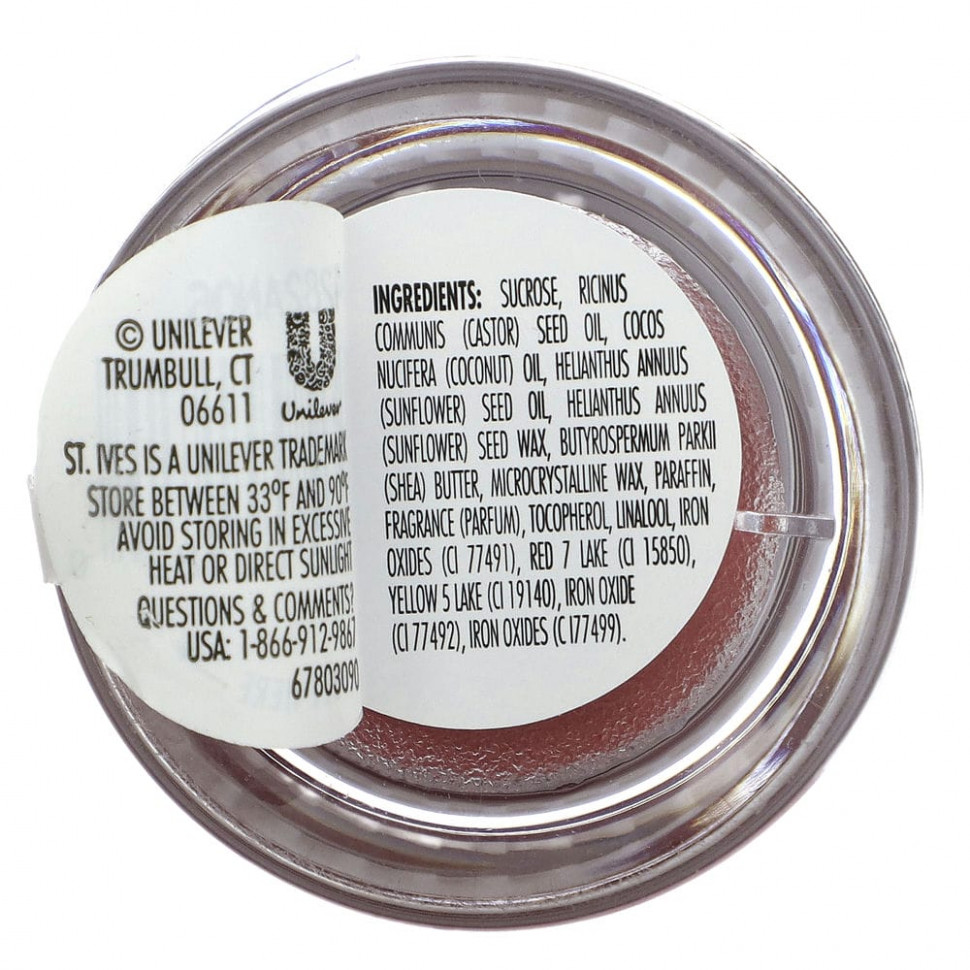 © UNILEVER
TRUMBULL, CT
06611
Unilever
ST. IVES IS A UNILEVER TRADEMARK
STORE BETWEEN 33°F AND 90°F
AVOID STORING IN EXCESSIVE
HEAT OR DIRECT SUNLIGHT
QUESTIONS & COMMENTS?
USA: 1-866-912-9867
67803090
INGREDIENTS: SUCROSE, RICINUS
COMMUNIS (CASTOR) SEED OIL, COCOS
NUCIFERA (COCONUT) OIL, HELIANTHUS ANNUUS
(SUNFLOWER) SEED OIL, HELIANTHUS ANNUUS
(SUNFLOWER) SEED WAX, BUTYROSPERMUM PARKII
(SHEA) BUTTER, MICROCRYSTALLINE WAX, PARAFFIN,
FRAGRANCE (PARFUM), TOCOPHEROL, LINALOOL, IRON
OXIDES (CI 77491), RED 7 LAKE (CI 15850),
YELLOW 5 LAKE (CI 19140), IRON OXIDE
(CI 77492), IRON OXIDES (C I77499).